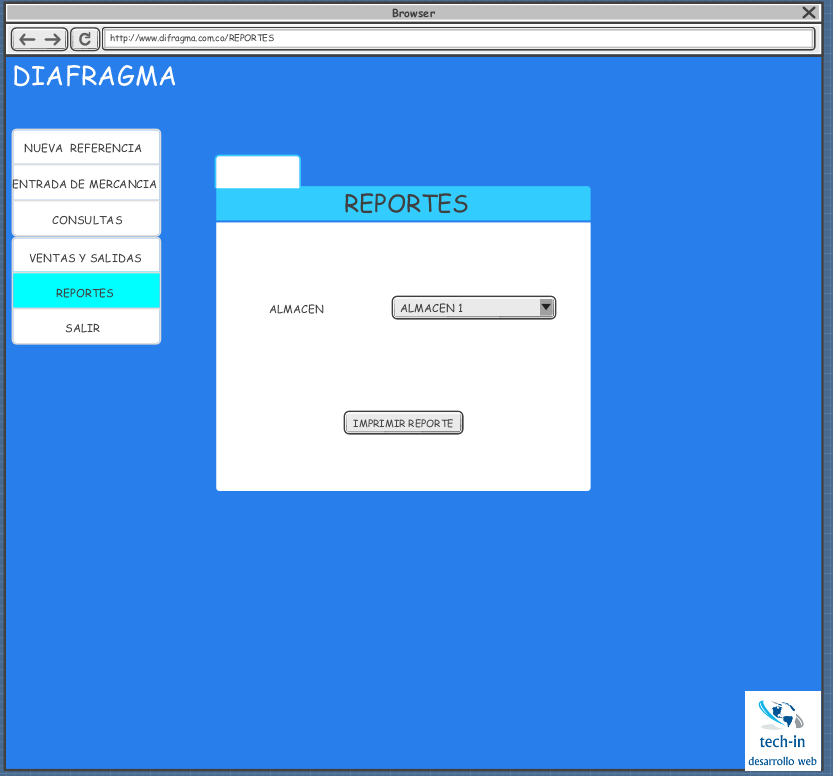 Browser
http://www.difragma.com.co/REPORTES
DIAFRAGMA
NUEVA REFERENCIA
ENTRADA DE MERCANCIA
CONSULTAS
VENTAS Y SALIDAS
REPORTES
SALIR
REPORTES
ALMACEN
ALMACEN 1
IMPRIMIR REPORTE
tech-in
desarrollo web